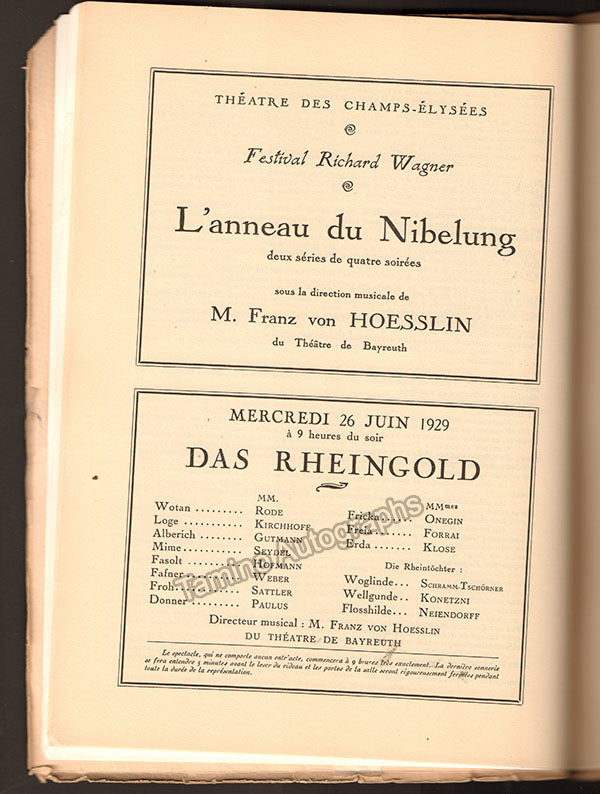 THÉATRE DES CHAMPS-ÉLYSÉES
Festival Richard Wagner
L'anneau du Nibelung
deux séries de quatre soirées
sous la direction musicale de
M. Franz von HOESSLIN
du Théâtre de Bayreuth
MERCREDI 26 JUIN 1929
à 9 heures du soir
DAS RHEINGOLD
MM.
Wotan ......... RODE
Loge ........... KIRCHHOFF
Alberich ....... GUTMANN
Mime ........... SEYDEL
Fasolt ......... HOFMANN
Fafner ......... WEBER
Froh ........... SATTLER
Donner ......... PAULUS
MMmes
Fricka ...... ONEGIN
Freia ....... FORRAI
Erda ....... KLOSE
Die Rheintöchter :
Woglinde .. SCHRAMM-TSCHÖRNER
Wellgunde .. KONETZNI
Flosshilde ... NEIENDORFF
Directeur musical : M. FRANZ VON HOESSLIN
DU THÉATRE DE BAYREUTH
Le spectacle, qui ne comporte aucun entr'acte, commencera à 9 heures très exactement. La dernière sonnerie
se fera entendre 5 minutes avant le lever du rideau et les portes de la salle seront rigoureusement fermées pendant
toute la durée de la représentation.
Tamino Autographs